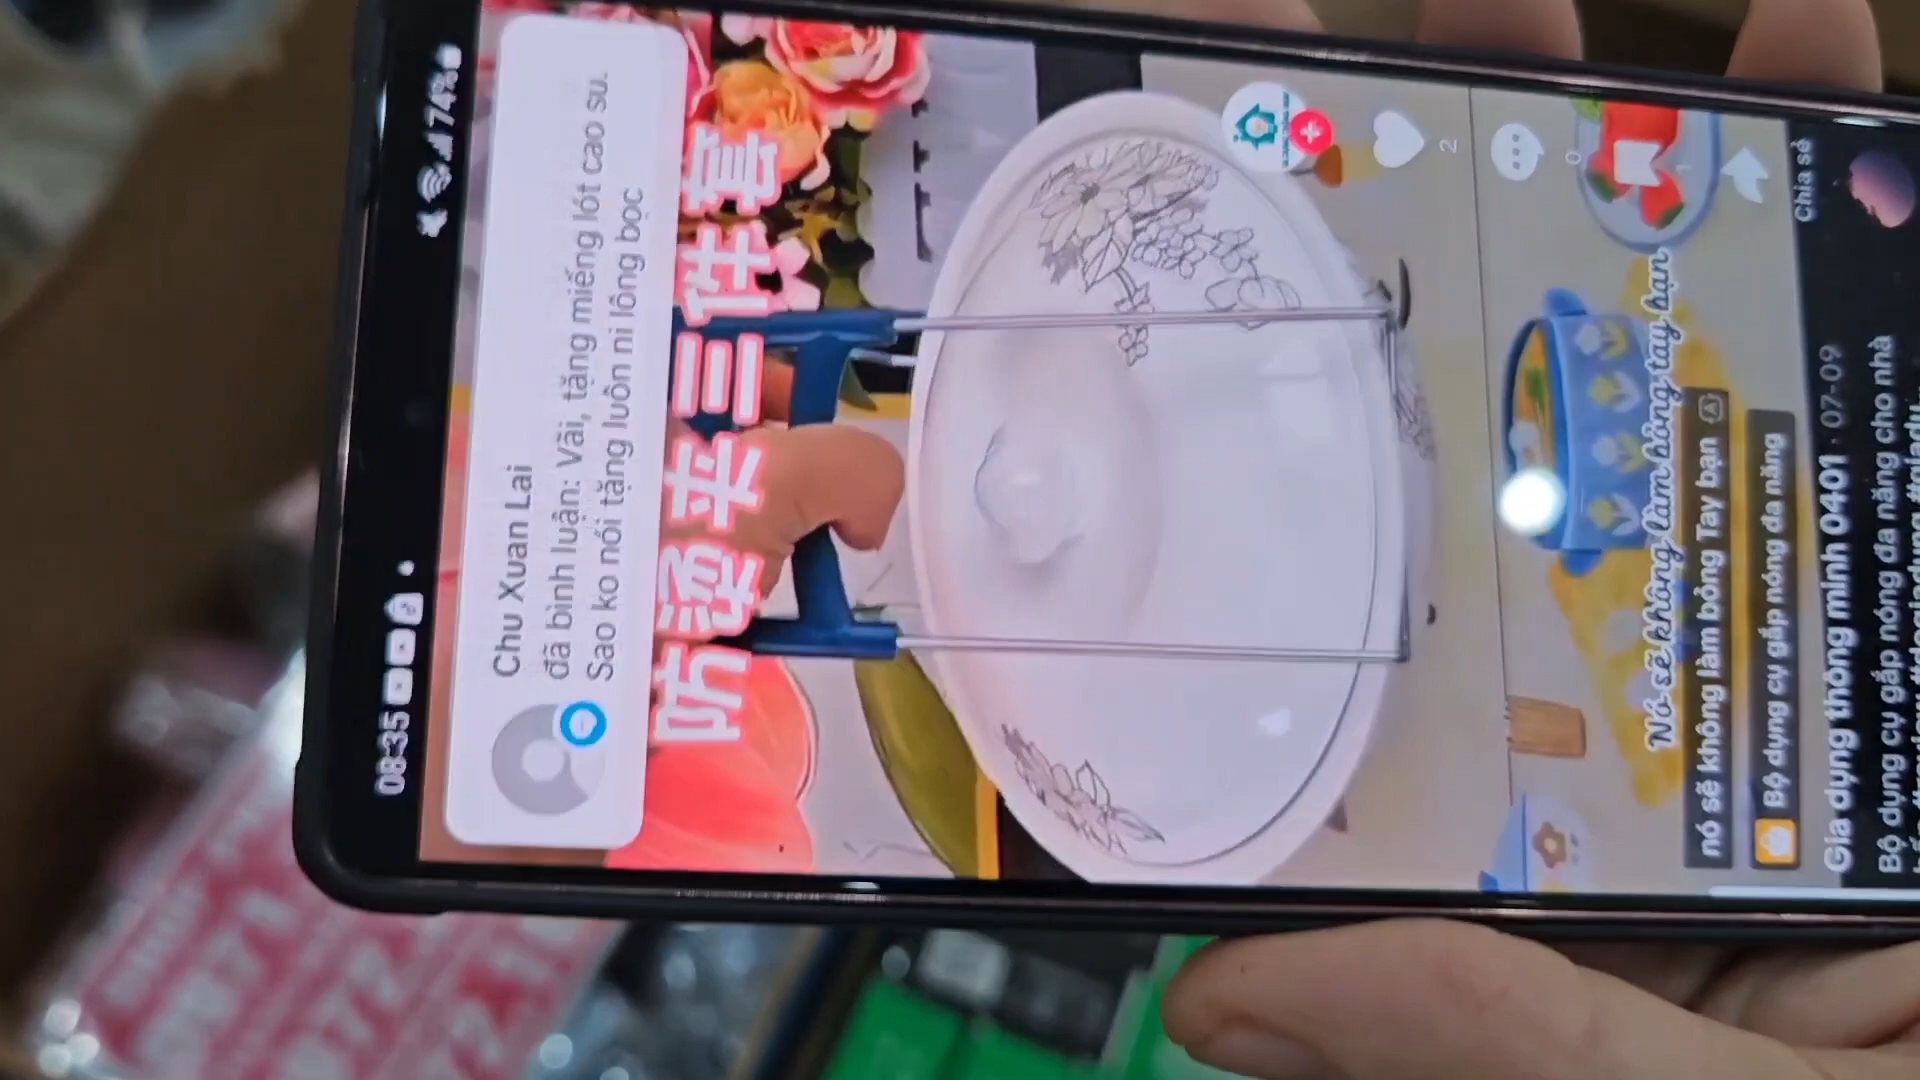 08:35
74%
Chu Xuan Lai
đã bình luận: Vãi, tặng miếng lót cao su.
Sao ko nói tặng luôn ni lông bọc
防烫夹三件套
2
0
1
Chia sẻ
Nó sẽ không làm bỏng tay bạn
nó sẽ không làm bỏng Tay bạn
Bộ dụng cụ gắp nóng đa năng
Gia dụng thông minh 0401 · 07-09
Bộ dụng cụ gắp nóng đa năng cho nhà